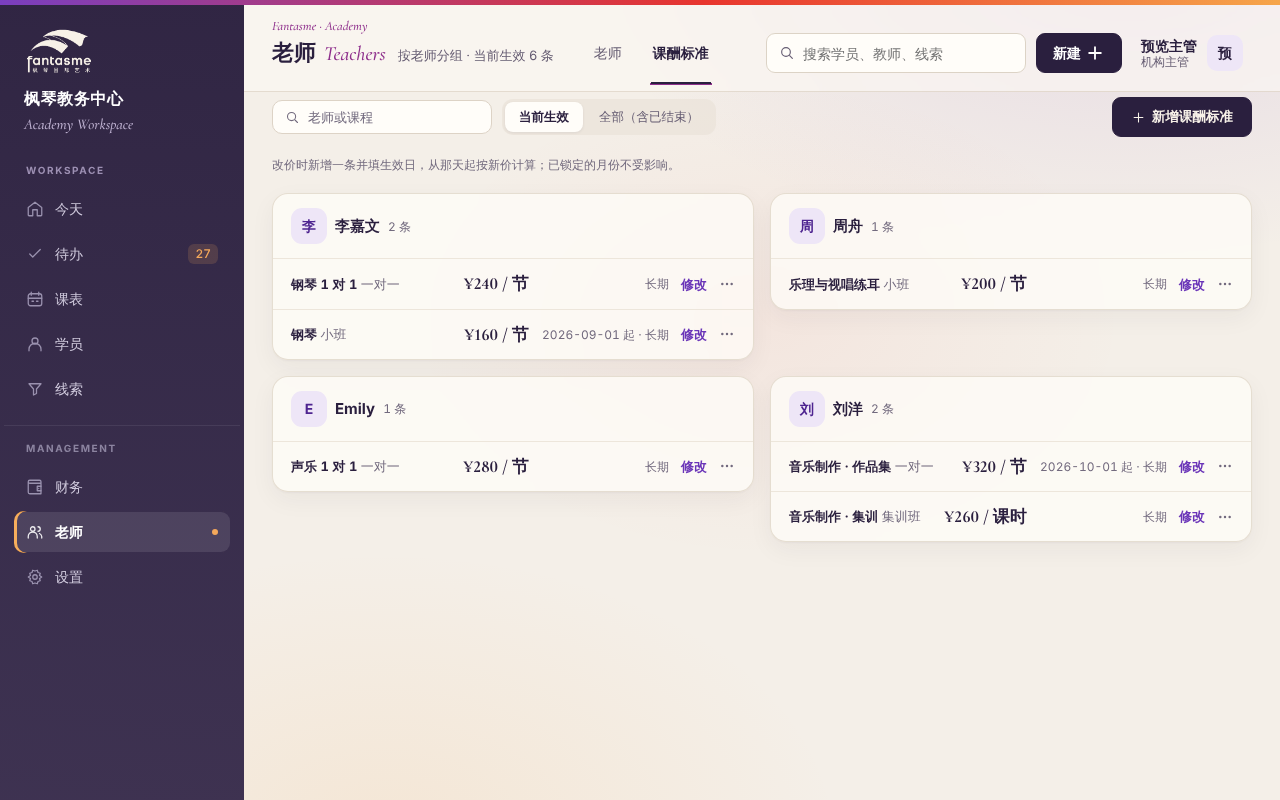 fantasme
枫琴国际艺术
枫琴教务中心
Academy Workspace
WORKSPACE
今天
待办 27
课表
学员
线索
MANAGEMENT
财务
老师
设置
Fantasme · Academy
老师 Teachers 按老师分组 · 当前生效 6 条
老师 课酬标准
搜索学员、教师、线索
新建
预览主管
机构主管
预
老师或课程
当前生效 全部（含已结束）
新增课酬标准
改价时新增一条并填生效日，从那天起按新价计算；已锁定的月份不受影响。
李 李嘉文 2 条
钢琴 1 对 1 一对一 ¥240 / 节 长期 修改 ···
钢琴 小班 ¥160 / 节 2026-09-01 起 · 长期 修改 ···
周 周舟 1 条
乐理与视唱练耳 小班 ¥200 / 节 长期 修改 ···
E Emily 1 条
声乐 1 对 1 一对一 ¥280 / 节 长期 修改 ···
刘 刘洋 2 条
音乐制作 · 作品集 一对一 ¥320 / 节 2026-10-01 起 · 长期 修改 ···
音乐制作 · 集训 集训班 ¥260 / 课时 长期 修改 ···